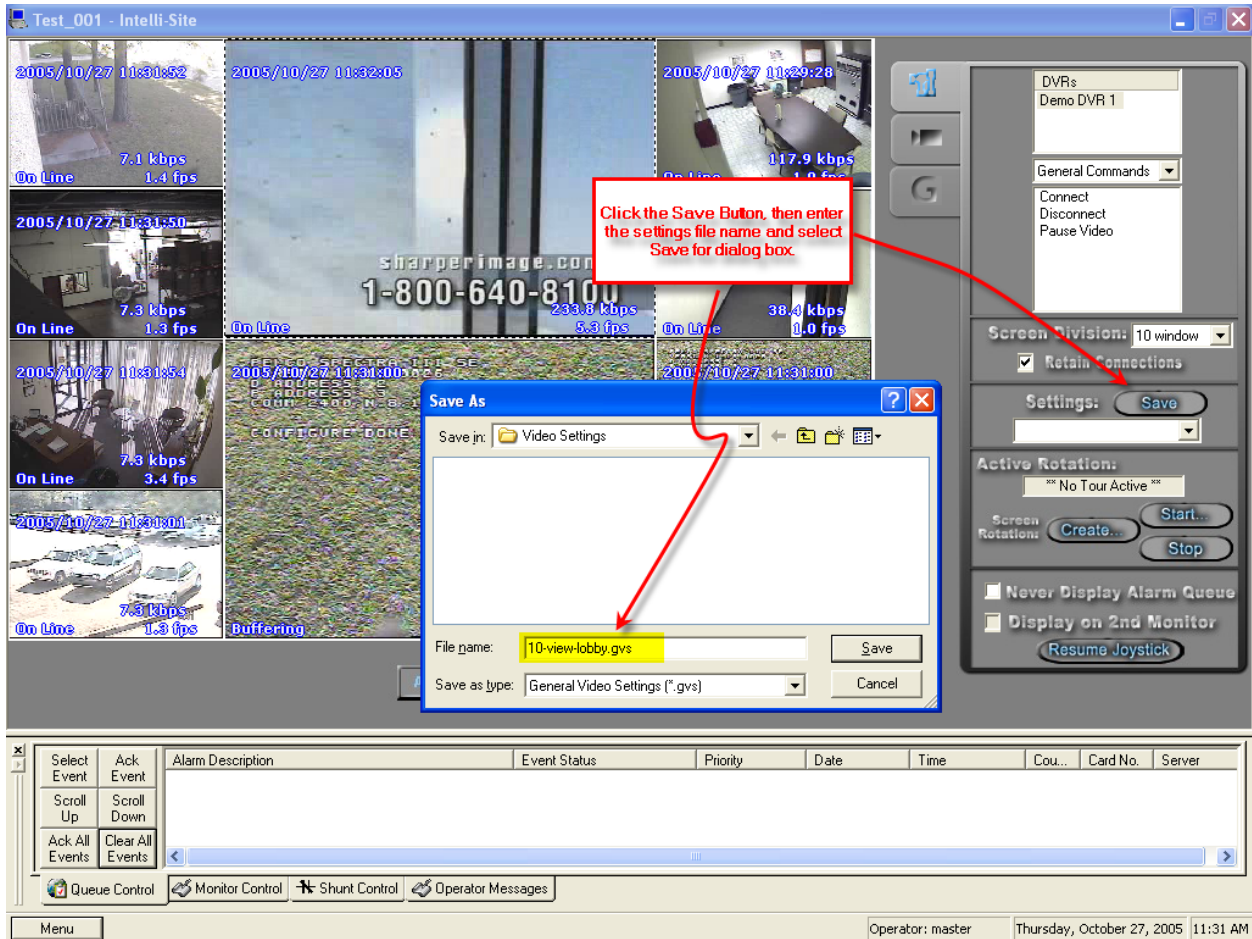 Test_001 - Intelli-Site
2005/10/27 11:31:52
7.1 kbps
On Line 1.4 fps
2005/10/27 11:32:05
sharperimage.co
1-800-640-8100
233.8 kbps
On Line 5.3 fps
2005/10/27 11:29:28
117.9 kbps
On Line 1.0 fps
2005/10/27 11:31:50
7.3 kbps
On Line 1.3 fps
38.4 kbps
On Line 1.0 fps
2005/10/27 11:31:54
7.3 kbps
On Line 3.4 fps
2005/10/27 11:31:00
CONFIGURE DONE
Buffering
2005/10/27 11:31:00
2005/10/27 11:31:01
7.3 kbps
On Line 1.3 fps
Click the Save Button, then enter
the settings file name and select
Save for dialog box.
G
DVRs
Demo DVR 1
General Commands
Connect
Disconnect
Pause Video
Screen Division: 10 window
Retain Connections
Settings: Save
Active Rotation:
** No Tour Active **
Screen
Rotation: Create... Start...
Stop
Never Display Alarm Queue
Display on 2nd Monitor
Resume Joystick
Save As
Save in: Video Settings
File name: 10-view-lobby.gvs Save
Save as type: General Video Settings (*.gvs) Cancel
Select Event
Ack Event
Scroll Up
Scroll Down
Ack All Events
Clear All Events
Alarm Description Event Status Priority Date Time Cou... Card No. Server
Queue Control Monitor Control Shunt Control Operator Messages
Menu Operator: master Thursday, October 27, 2005 11:31 AM